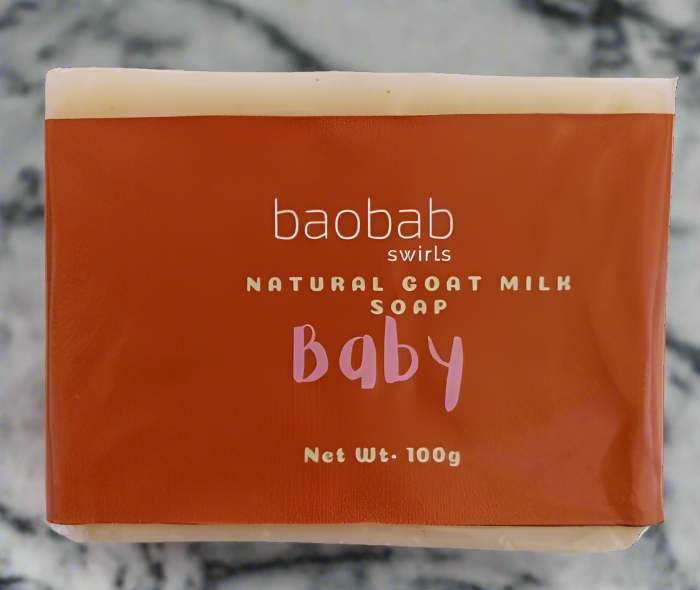 baobab
swirls
NATURAL GOAT MILK
SOAP
Baby
Net Wt. 100g